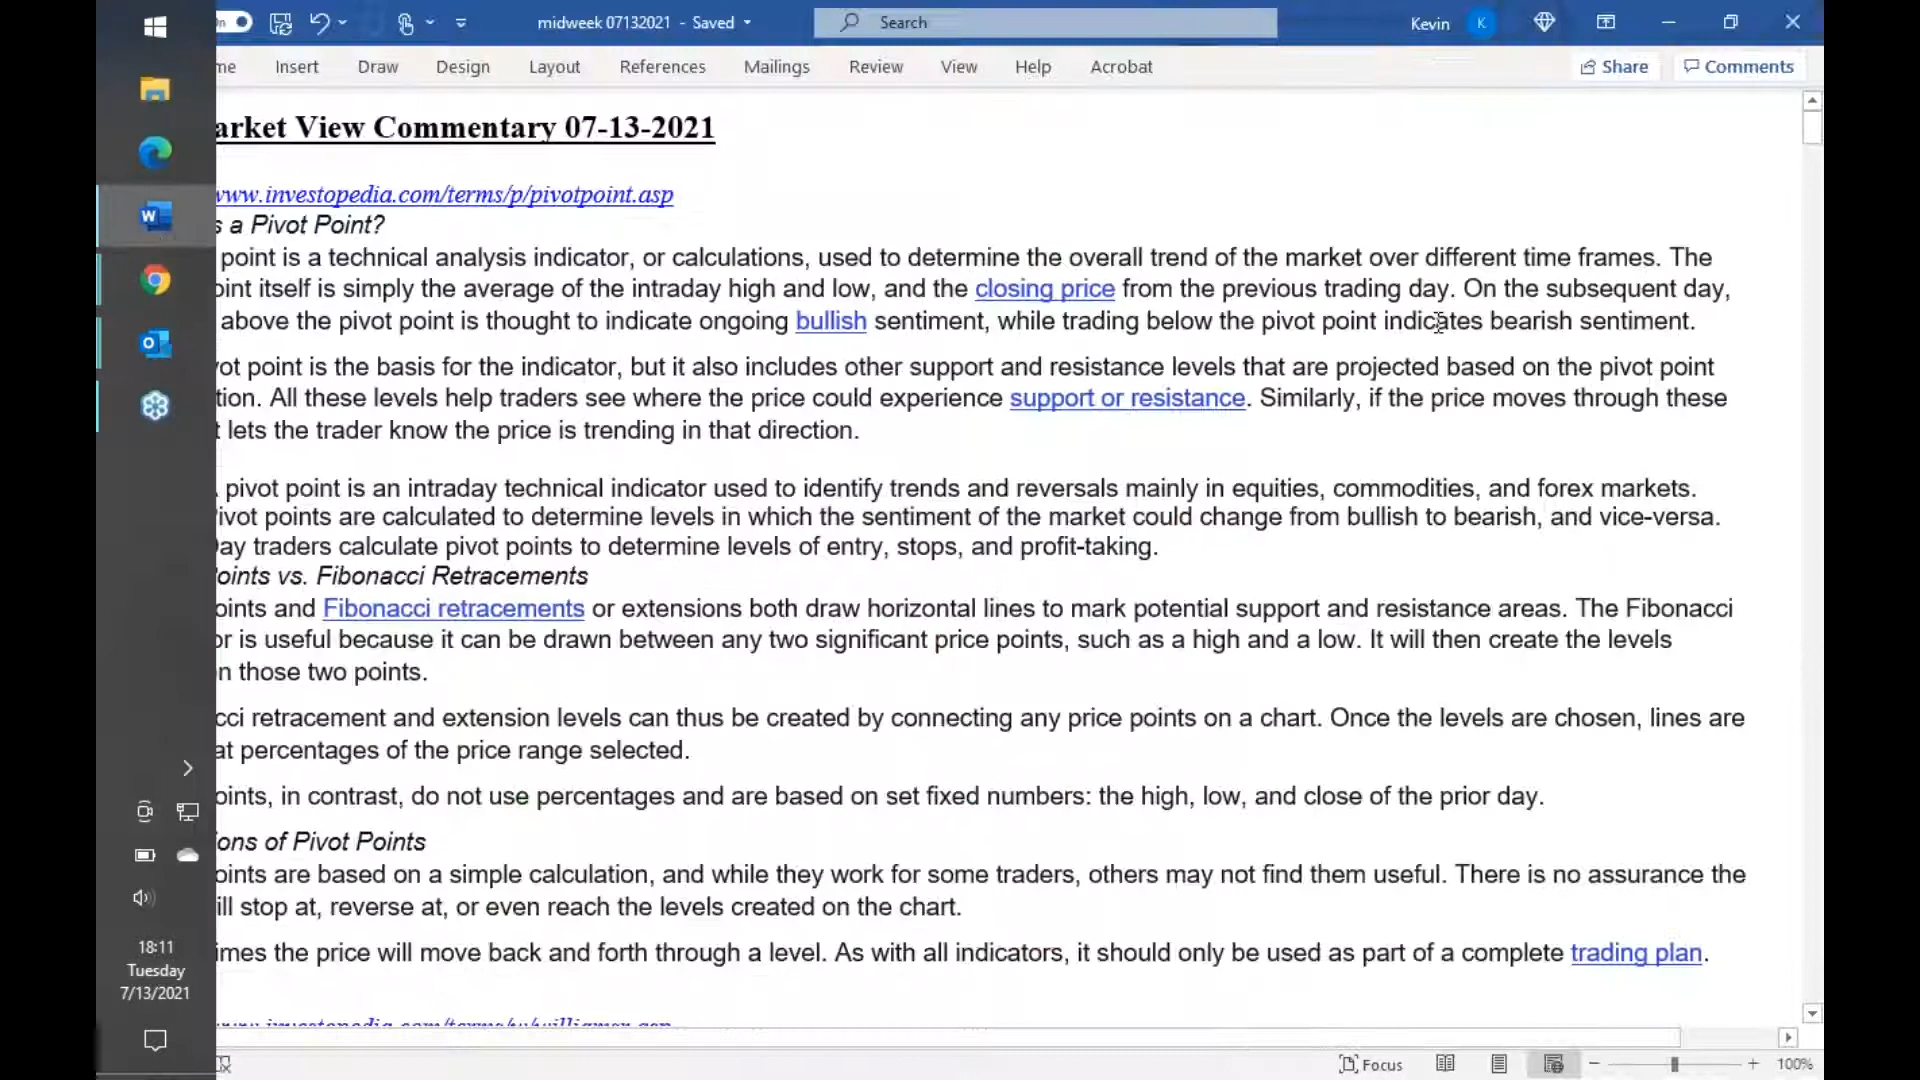 on midweek 07132021 - Saved Search Kevin K
me Insert Draw Design Layout References Mailings Review View Help Acrobat Share Comments
arket View Commentary 07-13-2021
www.investopedia.com/terms/p/pivotpoint.asp
s a Pivot Point?
point is a technical analysis indicator, or calculations, used to determine the overall trend of the market over different time frames. The
oint itself is simply the average of the intraday high and low, and the closing price from the previous trading day. On the subsequent day,
above the pivot point is thought to indicate ongoing bullish sentiment, while trading below the pivot point indicates bearish sentiment.
vot point is the basis for the indicator, but it also includes other support and resistance levels that are projected based on the pivot point
tion. All these levels help traders see where the price could experience support or resistance. Similarly, if the price moves through these
t lets the trader know the price is trending in that direction.
A pivot point is an intraday technical indicator used to identify trends and reversals mainly in equities, commodities, and forex markets.
Pivot points are calculated to determine levels in which the sentiment of the market could change from bullish to bearish, and vice-versa.
Day traders calculate pivot points to determine levels of entry, stops, and profit-taking.
oints vs. Fibonacci Retracements
oints and Fibonacci retracements or extensions both draw horizontal lines to mark potential support and resistance areas. The Fibonacci
or is useful because it can be drawn between any two significant price points, such as a high and a low. It will then create the levels
n those two points.
cci retracement and extension levels can thus be created by connecting any price points on a chart. Once the levels are chosen, lines are
at percentages of the price range selected.
oints, in contrast, do not use percentages and are based on set fixed numbers: the high, low, and close of the prior day.
ons of Pivot Points
oints are based on a simple calculation, and while they work for some traders, others may not find them useful. There is no assurance the
ill stop at, reverse at, or even reach the levels created on the chart.
imes the price will move back and forth through a level. As with all indicators, it should only be used as part of a complete trading plan.
www.investopedia.com/terms/w/williamsr.asp
18:11
Tuesday
7/13/2021
Focus 100%